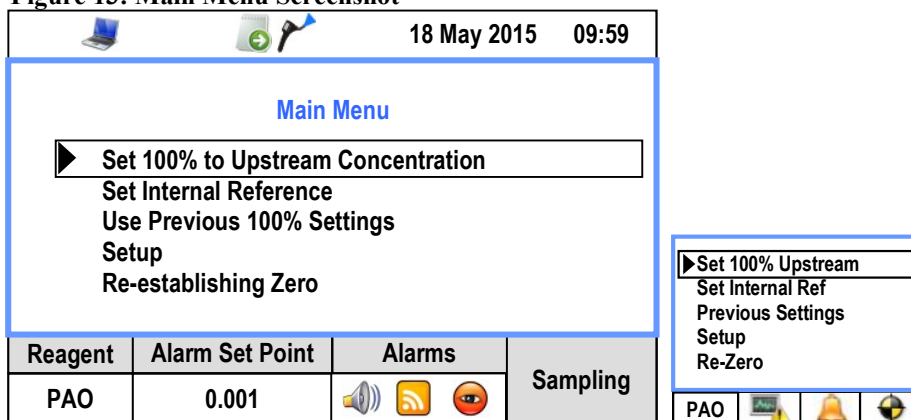 Figure 13: Main Menu Screenshot
18 May 2015 09:59
Main Menu
Set 100% to Upstream Concentration
Set Internal Reference
Use Previous 100% Settings
Setup
Re-establishing Zero
Reagent Alarm Set Point Alarms Sampling
PAO 0.001
Set 100% Upstream
Set Internal Ref
Previous Settings
Setup
Re-Zero
PAO